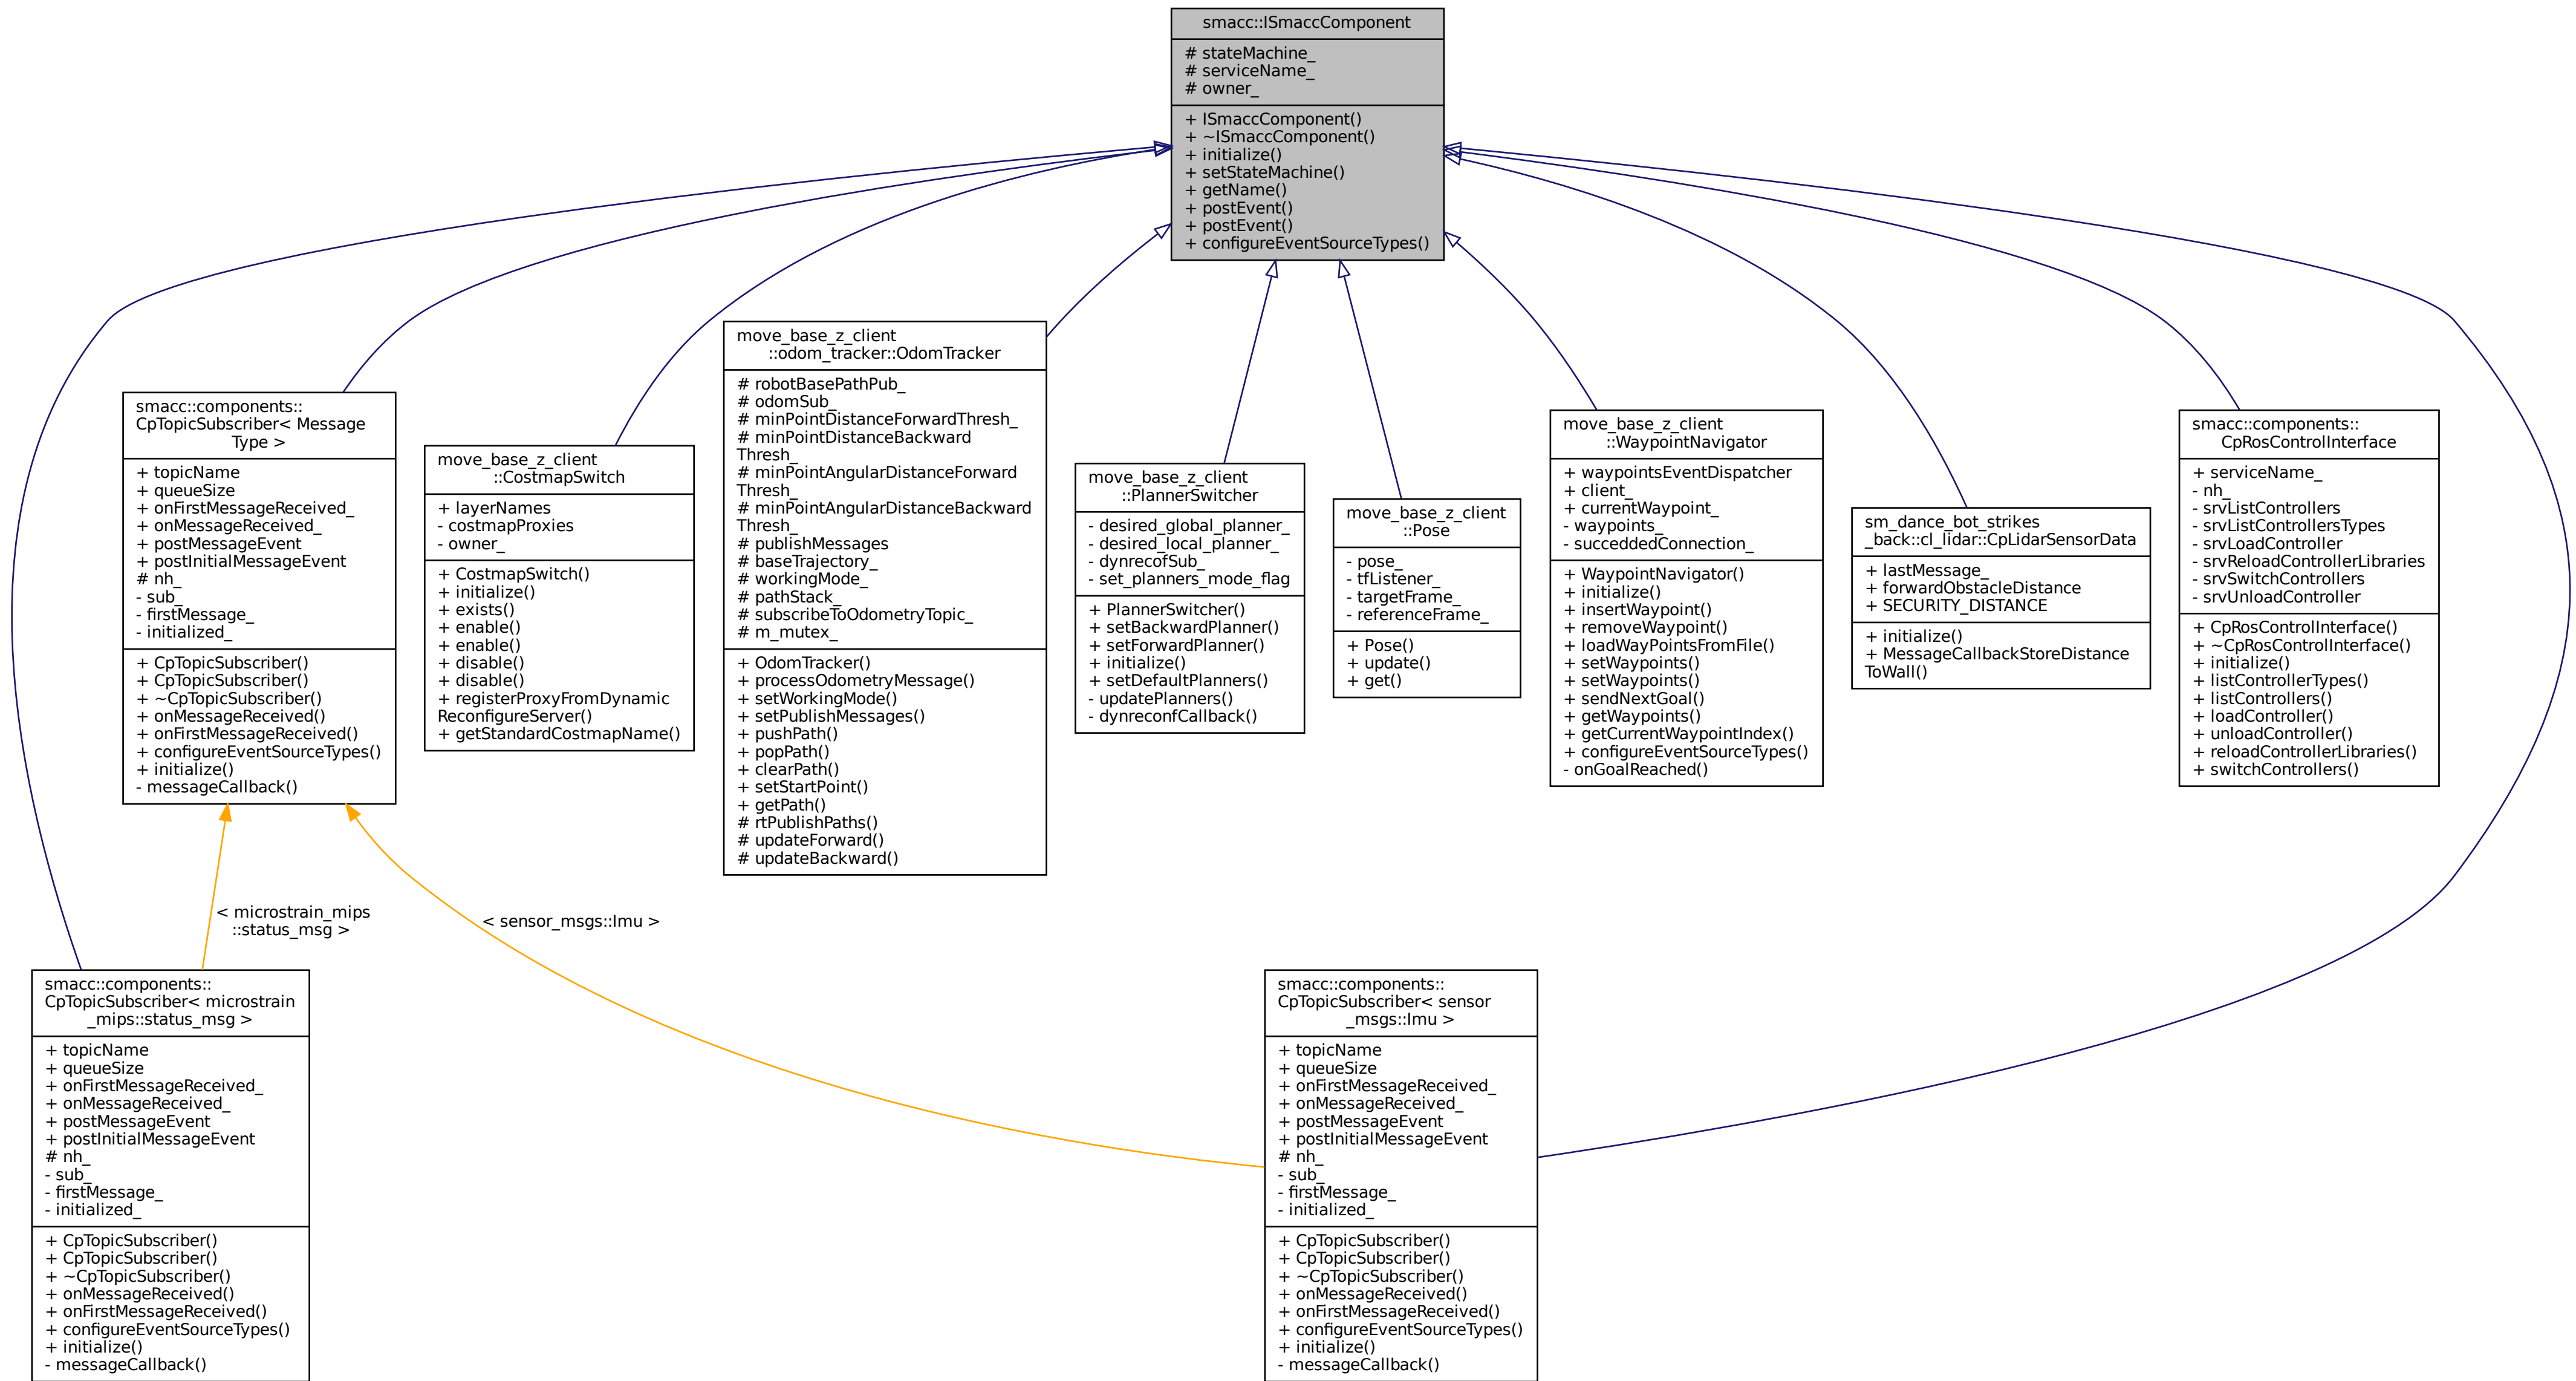 smacc::ISmaccComponent
# stateMachine_
# serviceName_
# owner_
+ ISmaccComponent()
+ ~ISmaccComponent()
+ initialize()
+ setStateMachine()
+ getName()
+ postEvent()
+ postEvent()
+ configureEventSourceTypes()
smacc::components::
CpTopicSubscriber< Message
Type >
+ topicName
+ queueSize
+ onFirstMessageReceived_
+ onMessageReceived_
+ postMessageEvent
+ postInitialMessageEvent
# nh_
- sub_
- firstMessage_
- initialized_
+ CpTopicSubscriber()
+ CpTopicSubscriber()
+ ~CpTopicSubscriber()
+ onMessageReceived()
+ onFirstMessageReceived()
+ configureEventSourceTypes()
+ initialize()
- messageCallback()
move_base_z_client
::CostmapSwitch
+ layerNames
- costmapProxies
- owner_
+ CostmapSwitch()
+ initialize()
+ exists()
+ enable()
+ enable()
+ disable()
+ disable()
+ registerProxyFromDynamic
ReconfigureServer()
+ getStandardCostmapName()
move_base_z_client
::odom_tracker::OdomTracker
# robotBasePathPub_
# odomSub_
# minPointDistanceForwardThresh_
# minPointDistanceBackward
Thresh_
# minPointAngularDistanceForward
Thresh_
# minPointAngularDistanceBackward
Thresh_
# publishMessages
# baseTrajectory_
# workingMode_
# pathStack_
# subscribeToOdometryTopic_
# m_mutex_
+ OdomTracker()
+ processOdometryMessage()
+ setWorkingMode()
+ setPublishMessages()
+ pushPath()
+ popPath()
+ clearPath()
+ setStartPoint()
+ getPath()
# rtPublishPaths()
# updateForward()
# updateBackward()
move_base_z_client
::PlannerSwitcher
- desired_global_planner_
- desired_local_planner_
- dynrecofSub_
- set_planners_mode_flag
+ PlannerSwitcher()
+ setBackwardPlanner()
+ setForwardPlanner()
+ initialize()
+ setDefaultPlanners()
- updatePlanners()
- dynreconfCallback()
move_base_z_client
::Pose
- pose_
- tfListener_
- targetFrame_
- referenceFrame_
+ Pose()
+ update()
+ get()
move_base_z_client
::WaypointNavigator
+ waypointsEventDispatcher
+ client_
+ currentWaypoint_
- waypoints_
- succeddedConnection_
+ WaypointNavigator()
+ initialize()
+ insertWaypoint()
+ removeWaypoint()
+ loadWayPointsFromFile()
+ setWaypoints()
+ setWaypoints()
+ sendNextGoal()
+ getWaypoints()
+ getCurrentWaypointIndex()
+ configureEventSourceTypes()
- onGoalReached()
sm_dance_bot_strikes
_back::cl_lidar::CpLidarSensorData
+ lastMessage_
+ forwardObstacleDistance
+ SECURITY_DISTANCE
+ initialize()
+ MessageCallbackStoreDistance
ToWall()
smacc::components::
CpRosControlInterface
+ serviceName_
- nh_
- srvListControllers
- srvListControllersTypes
- srvLoadController
- srvReloadControllerLibraries
- srvSwitchControllers
- srvUnloadController
+ CpRosControlInterface()
+ ~CpRosControlInterface()
+ initialize()
+ listControllerTypes()
+ listControllers()
+ loadController()
+ unloadController()
+ reloadControllerLibraries()
+ switchControllers()
< microstrain_mips
::status_msg >
< sensor_msgs::Imu >
smacc::components::
CpTopicSubscriber< microstrain
_mips::status_msg >
+ topicName
+ queueSize
+ onFirstMessageReceived_
+ onMessageReceived_
+ postMessageEvent
+ postInitialMessageEvent
# nh_
- sub_
- firstMessage_
- initialized_
+ CpTopicSubscriber()
+ CpTopicSubscriber()
+ ~CpTopicSubscriber()
+ onMessageReceived()
+ onFirstMessageReceived()
+ configureEventSourceTypes()
+ initialize()
- messageCallback()
smacc::components::
CpTopicSubscriber< sensor
_msgs::Imu >
+ topicName
+ queueSize
+ onFirstMessageReceived_
+ onMessageReceived_
+ postMessageEvent
+ postInitialMessageEvent
# nh_
- sub_
- firstMessage_
- initialized_
+ CpTopicSubscriber()
+ CpTopicSubscriber()
+ ~CpTopicSubscriber()
+ onMessageReceived()
+ onFirstMessageReceived()
+ configureEventSourceTypes()
+ initialize()
- messageCallback()